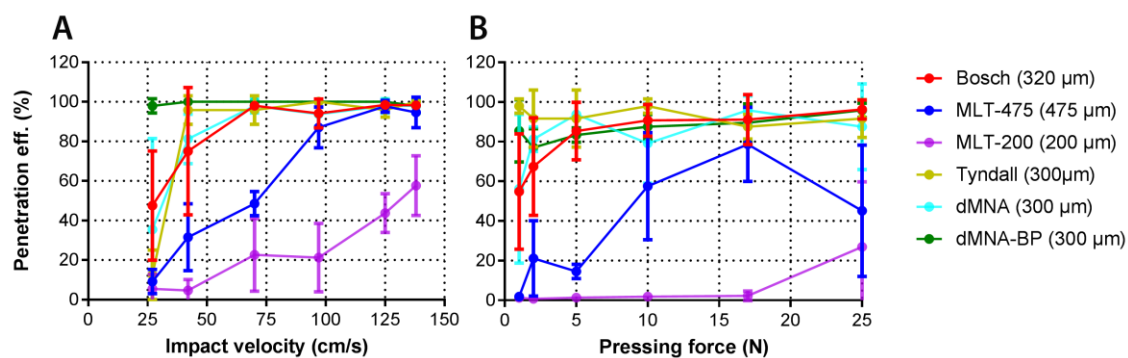 A
Penetration eff. (%)
120
100
80
60
40
20
0
0
25
50
75
100
125
150
Impact velocity (cm/s)
B
120
100
80
60
40
20
0
0
5
10
15
20
25
Pressing force (N)
Bosch (320 µm)
MLT-475 (475 µm)
MLT-200 (200 µm)
Tyndall (300µm)
dMNA (300 µm)
dMNA-BP (300 µm)